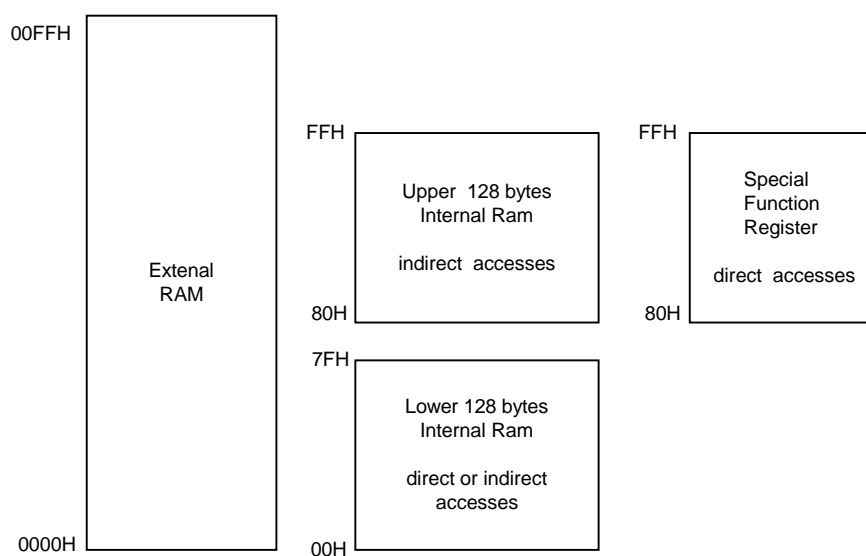 00FFH
Extenal
RAM
0000H
FFH
Upper 128 bytes
Internal Ram
indirect accesses
80H
7FH
Lower 128 bytes
Internal Ram
direct or indirect
accesses
00H
FFH
Special
Function
Register
direct accesses
80H